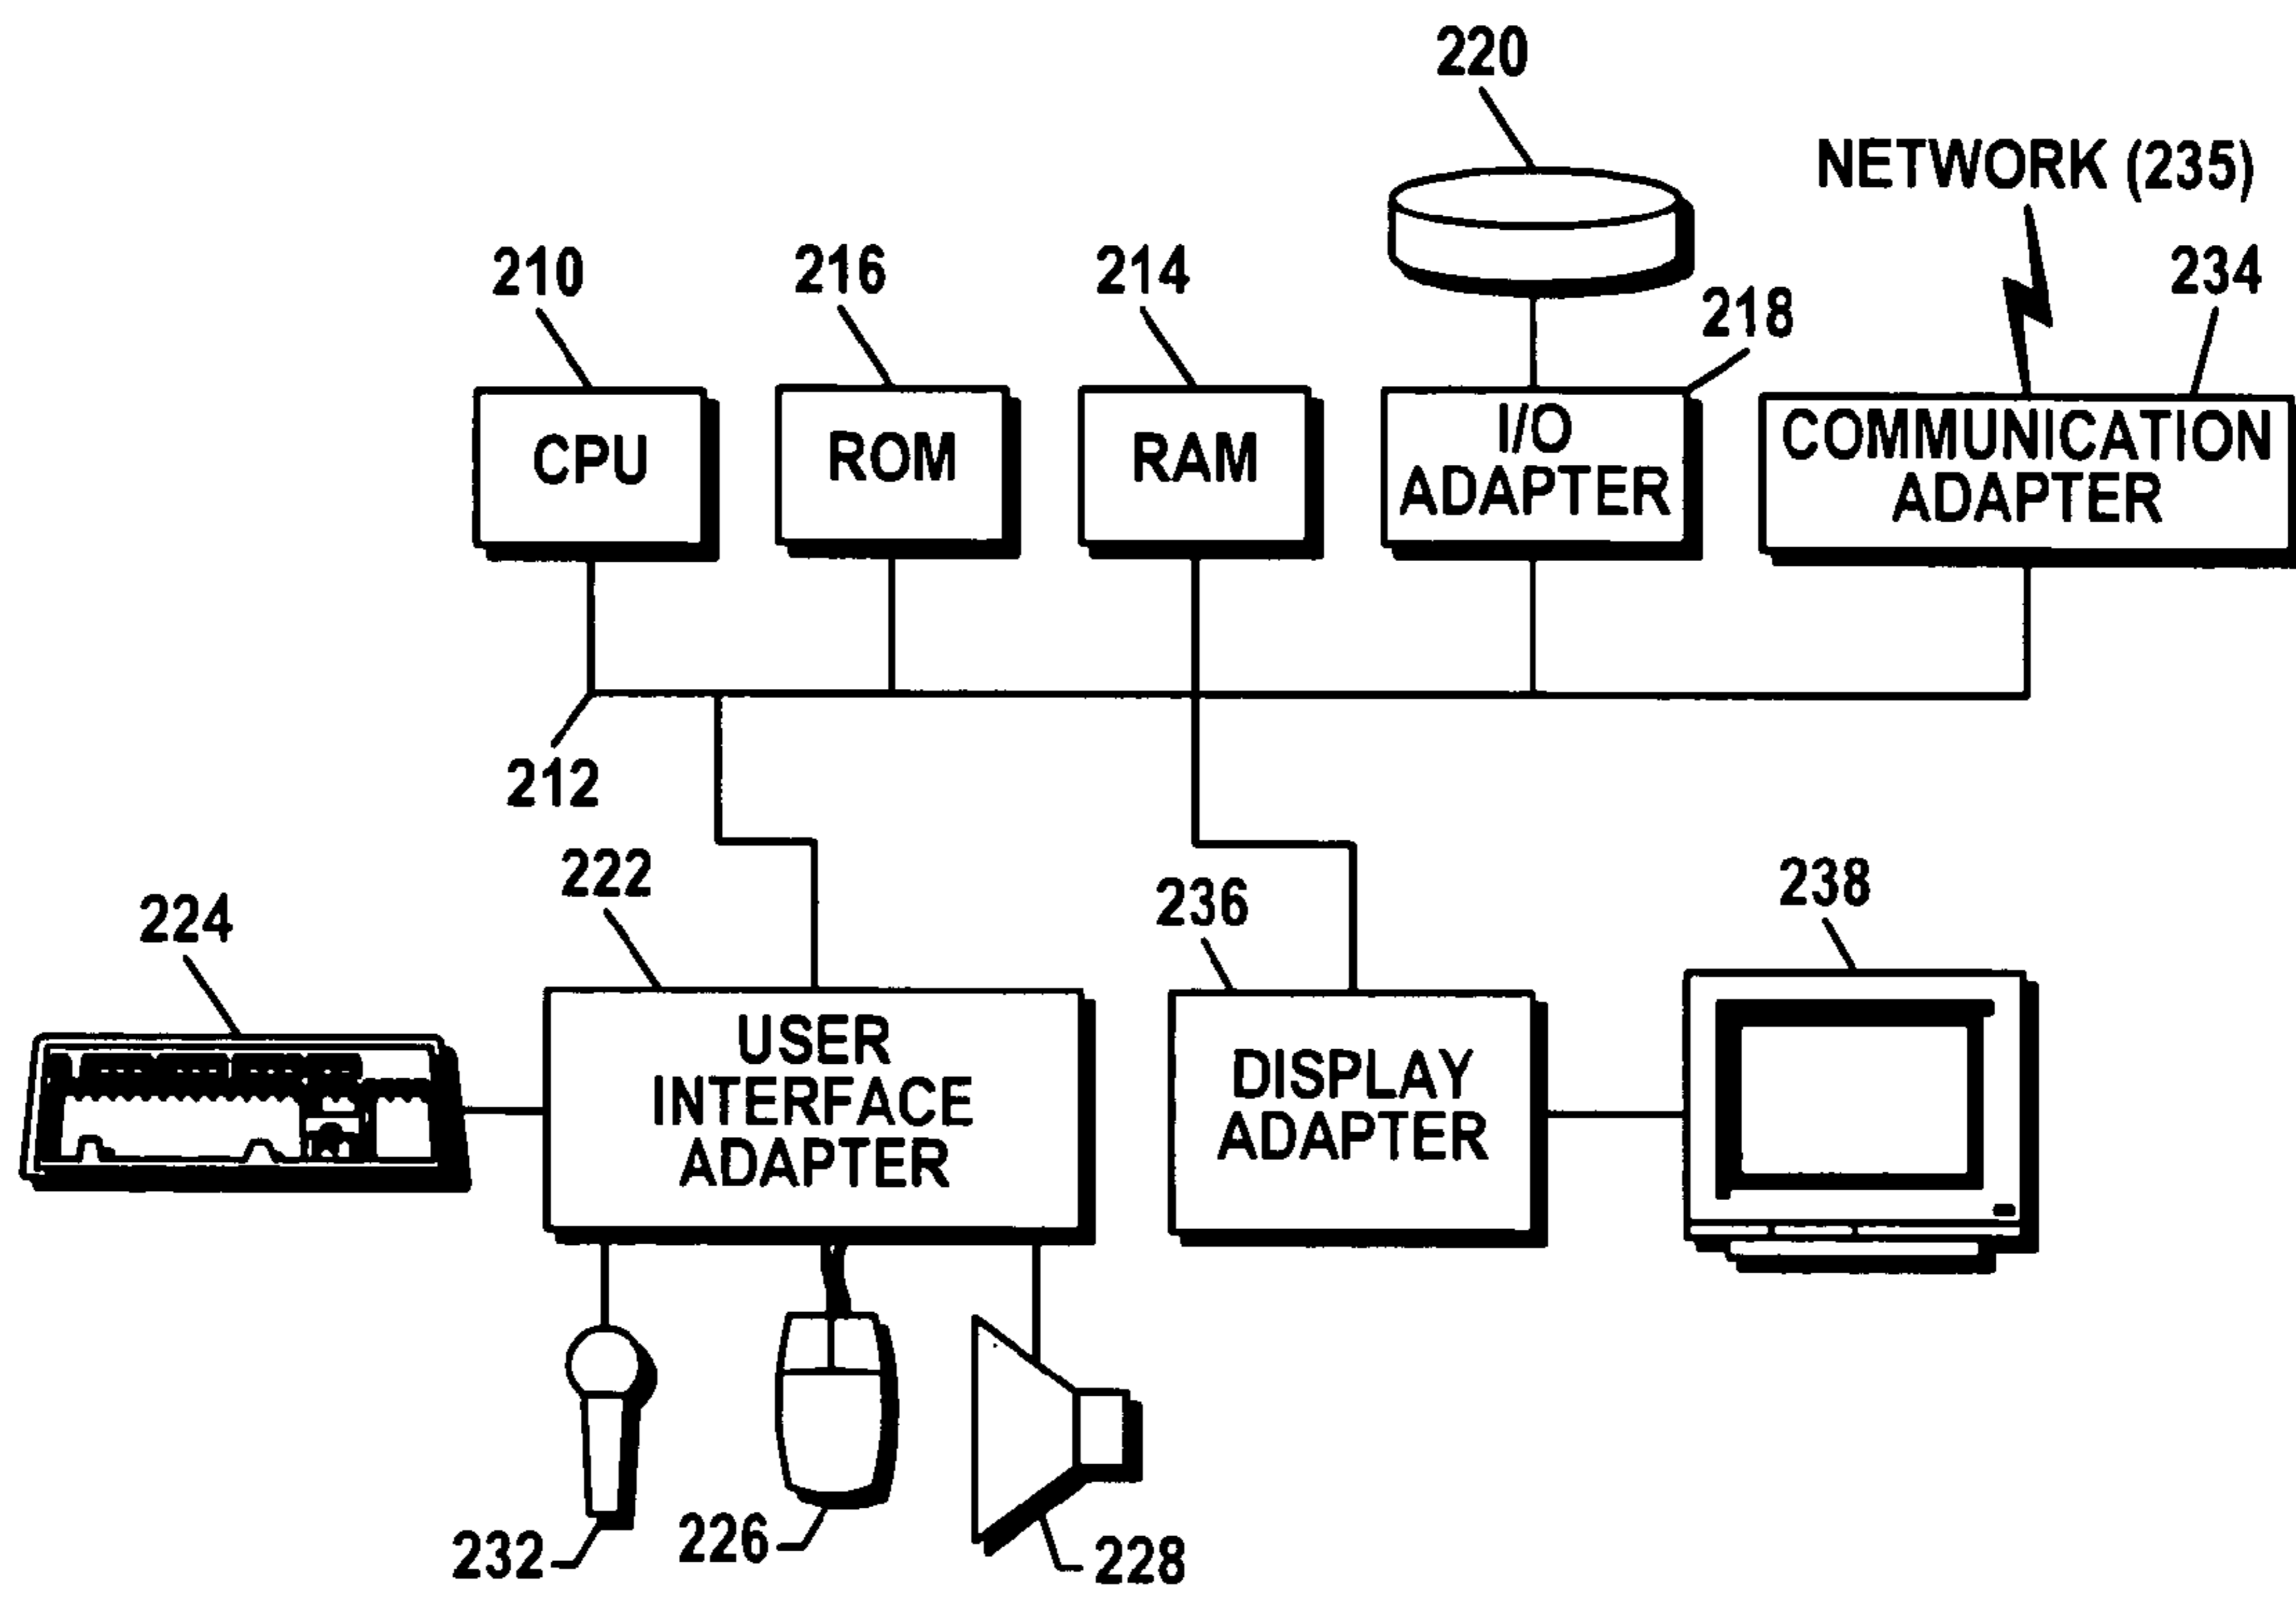 220
NETWORK (235)
210
216
214
218
234
CPU
ROM
RAM
I/O
ADAPTER
COMMUNICATION
ADAPTER
212
222
224
236
238
USER
INTERFACE
ADAPTER
DISPLAY
ADAPTER
232
226
228